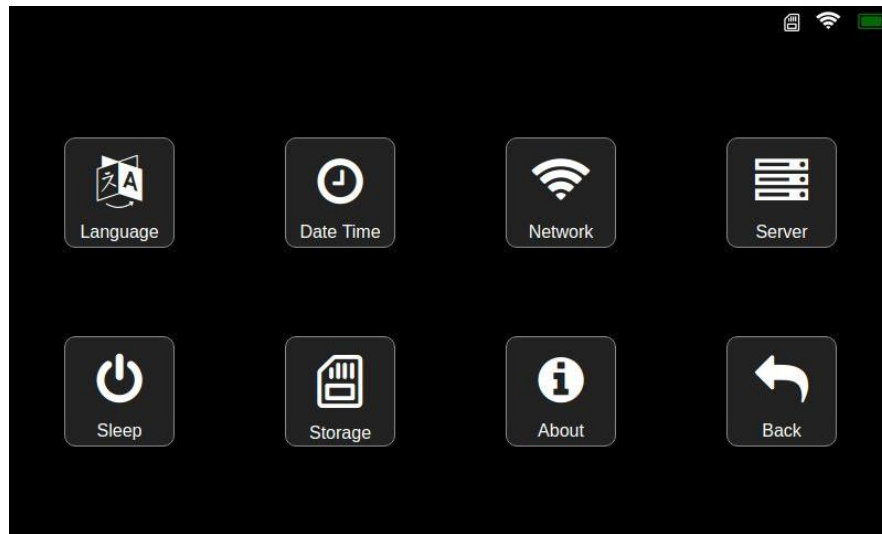 Language
Date Time
Network
Server
Sleep
Storage
About
Back